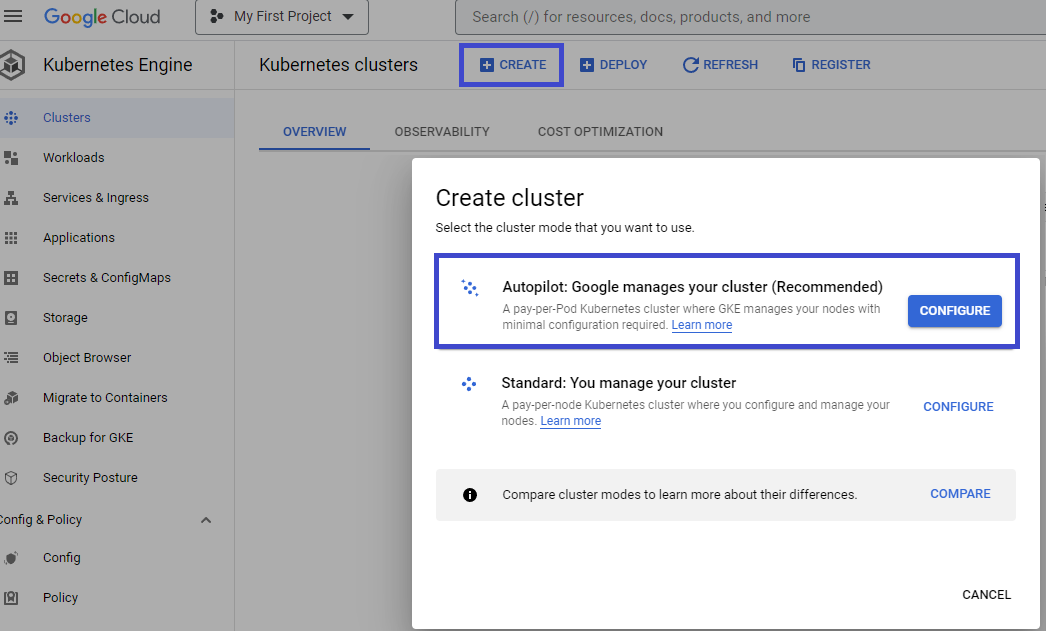 Google Cloud
My First Project
Search (/) for resources, docs, products, and more
Kubernetes Engine
Kubernetes clusters
CREATE
DEPLOY
REFRESH
REGISTER
Clusters
Workloads
Services & Ingress
Applications
Secrets & ConfigMaps
Storage
Object Browser
Migrate to Containers
Backup for GKE
Security Posture
Config & Policy
Config
Policy
OVERVIEW
OBSERVABILITY
COST OPTIMIZATION
Create cluster
Select the cluster mode that you want to use.
Autopilot: Google manages your cluster (Recommended)
A pay-per-Pod Kubernetes cluster where GKE manages your nodes with
minimal configuration required. Learn more
CONFIGURE
Standard: You manage your cluster
A pay-per-node Kubernetes cluster where you configure and manage your
nodes. Learn more
CONFIGURE
Compare cluster modes to learn more about their differences.
COMPARE
CANCEL